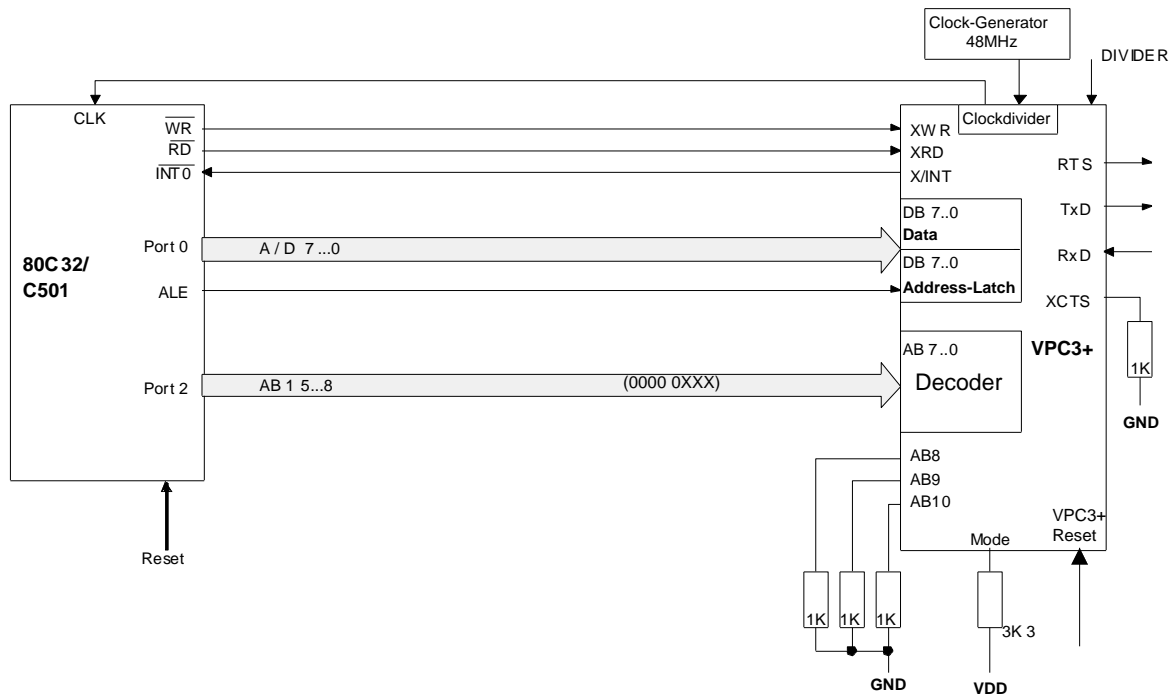 Clock-Generator
48MHz
DIVIDER
CLK
Clockdivider
WR
XWR
RD
XRD
INT0
X/INT
RTS
DB 7..0
TxD
Port 0
A / D 7 ...0
Data
80C32/
C501
DB 7..0
RxD
ALE
Address-Latch
XCTS
AB 7..0
VPC3+
1K
Port 2
AB 1 5...8
(0000 0XXX)
Decoder
GND
AB8
AB9
AB10
VPC3+
Reset
Mode
Reset
1K
1K
1K
3K 3
GND
VDD